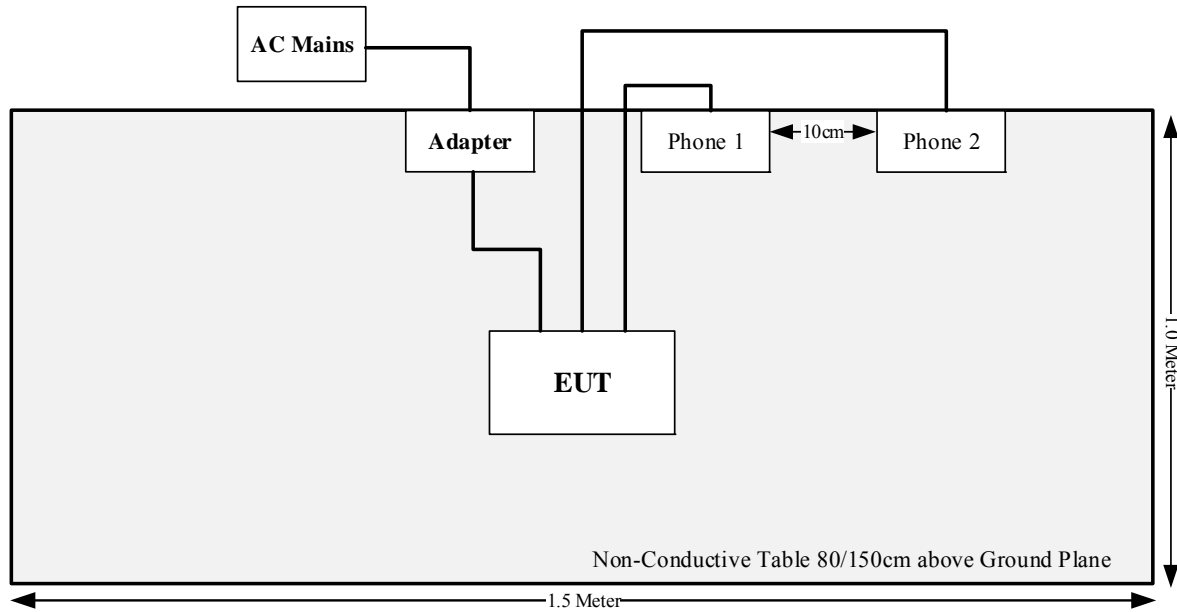 AC Mains
Adapter
Phone 1
10cm
Phone 2
EUT
1.0 Meter
Non-Conductive Table 80/150cm above Ground Plane
1.5 Meter